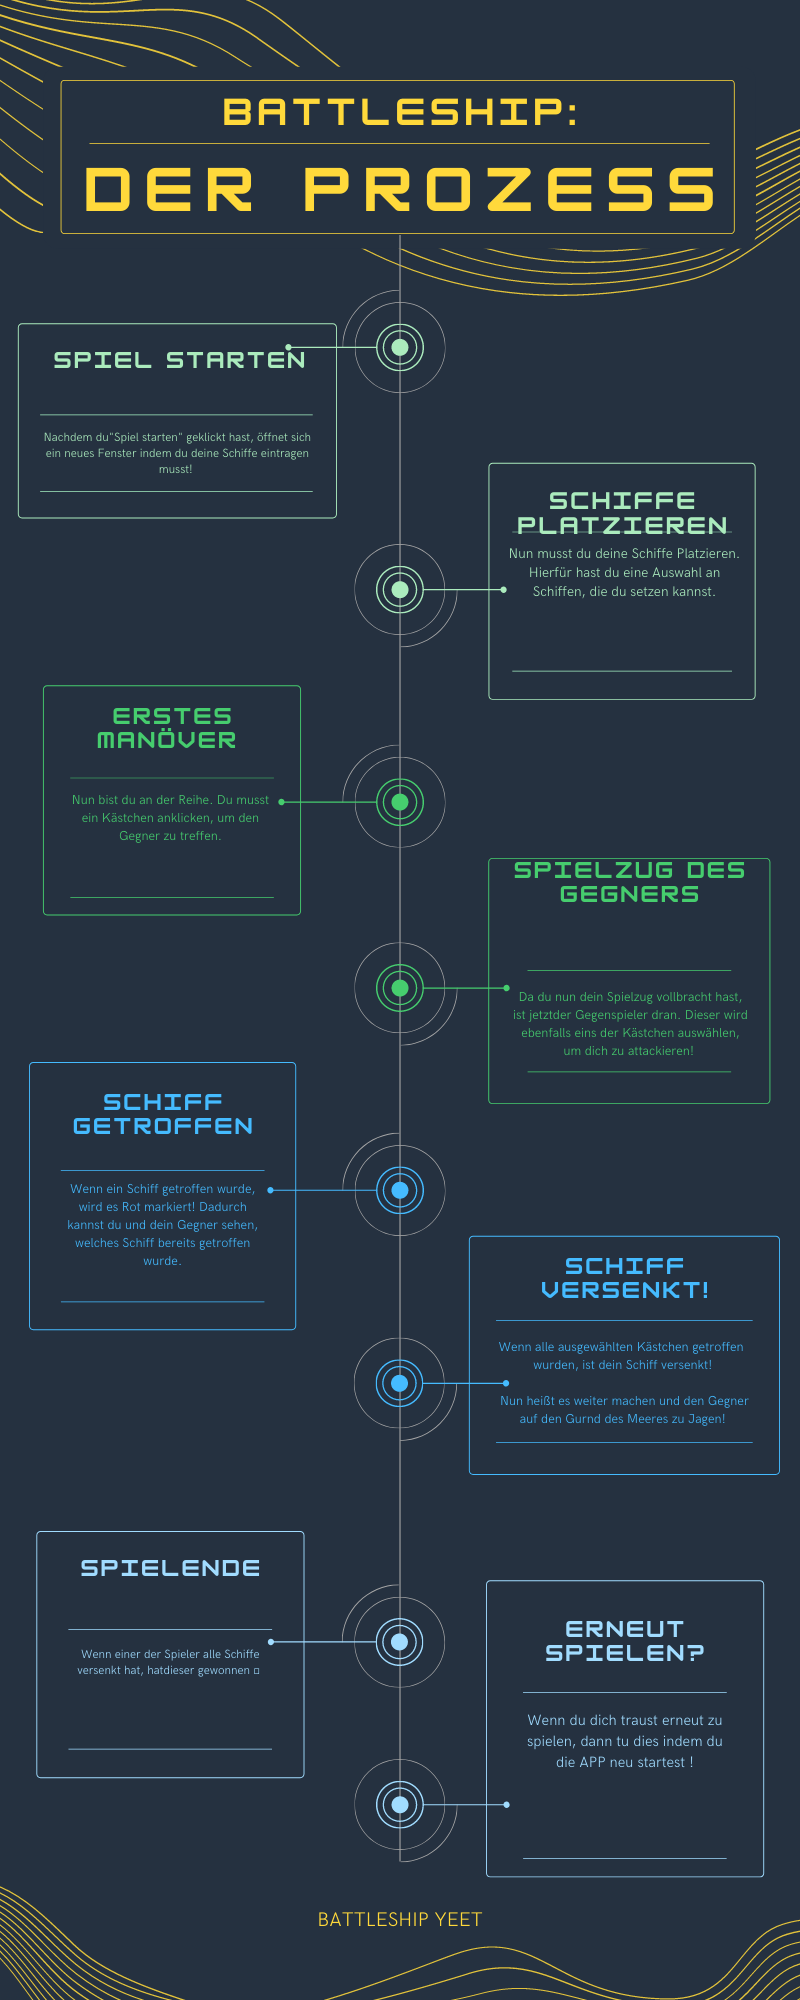 BATTLESHIP:
DER PROZESS
SPIEL STARTEN
Nachdem du"Spiel starten" geklickt hast, öffnet sich
ein neues Fenster indem du deine Schiffe eintragen
musst!
SCHIFFE
PLATZIEREN
Nun musst du deine Schiffe Platzieren.
Hierfür hast du eine Auswahl an
Schiffen, die du setzen kannst.
ERSTES
MANÖVER
Nun bist du an der Reihe. Du musst
ein Kästchen anklicken, um den
Gegner zu treffen.
SPIELZUG DES
GEGNERS
Da du nun dein Spielzug vollbracht hast,
ist jetztder Gegenspieler dran. Dieser wird
ebenfalls eins der Kästchen auswählen,
um dich zu attackieren!
SCHIFF
GETROFFEN
Wenn ein Schiff getroffen wurde,
wird es Rot markiert! Dadurch
kannst du und dein Gegner sehen,
welches Schiff bereits getroffen
wurde.
SCHIFF
VERSENKT!
Wenn alle ausgewählten Kästchen getroffen
wurden, ist dein Schiff versenkt!
Nun heißt es weiter machen und den Gegner
auf den Gurnd des Meeres zu Jagen!
SPIELENDE
Wenn einer der Spieler alle Schiffe
versenkt hat, hatdieser gewonnen
ERNEUT
SPIELEN?
Wenn du dich traust erneut zu
spielen, dann tu dies indem du
die APP neu startest !
BATTLESHIP YEET